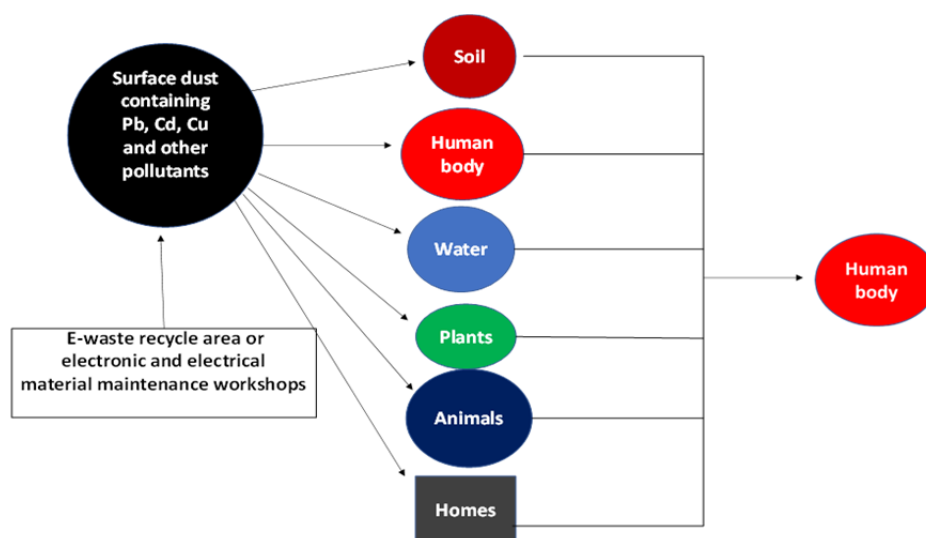 Surface dust
containing
Pb, Cd, Cu
and other
pollutants
E-waste recycle area or
electronic and electrical
material maintenance workshops
Soil
Human
body
Water
Plants
Animals
Homes
Human
body